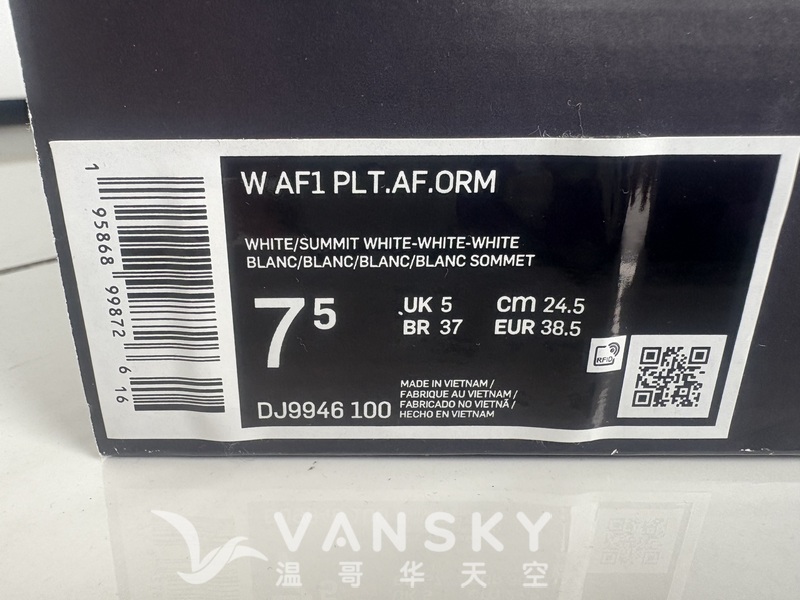 W AF1 PLT.AF.ORM
WHITE/SUMMIT WHITE-WHITE-WHITE
BLANC/BLANC/BLANC/BLANC SOMMET
7 5
UK 5 cm 24.5
BR 37 EUR 38.5
RFID
DJ9946 100
MADE IN VIETNAM /
FABRIQUE AU VIETNAM /
FABRICADO NO VIETNÃ /
HECHO EN VIETNAM
1 95868 99872 6 16
VANSKY
温哥华天空